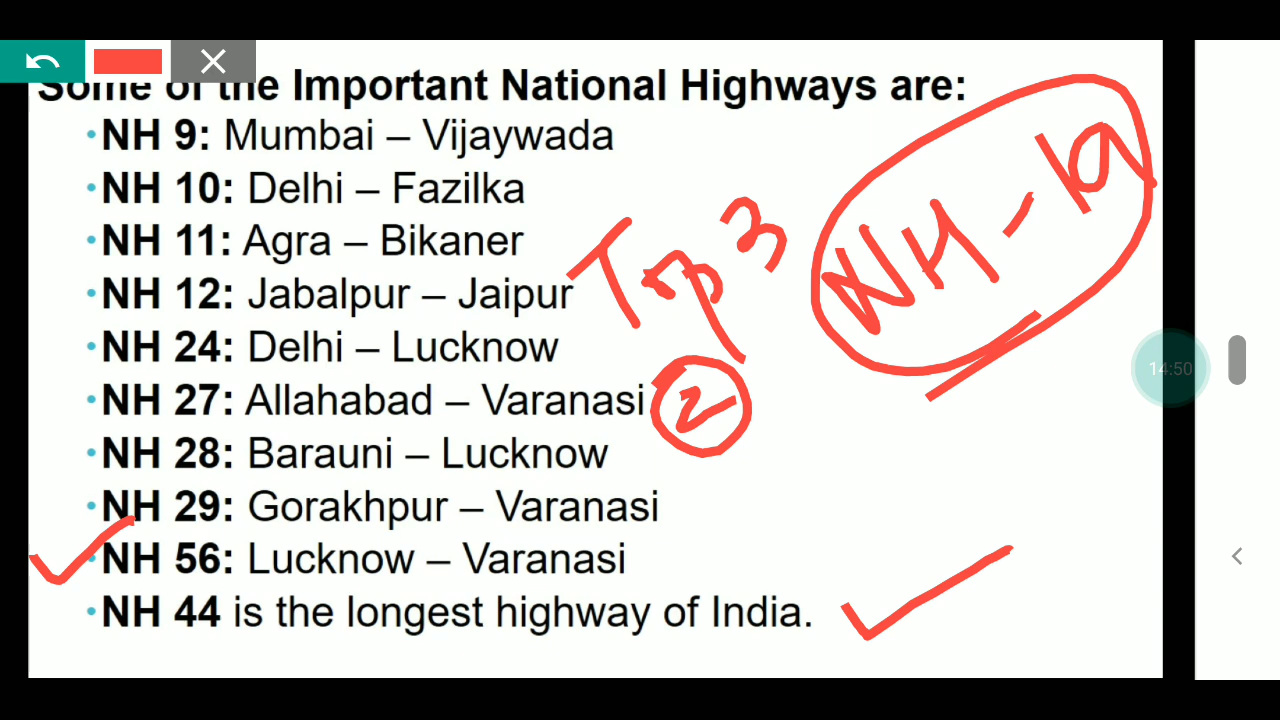 Some of the Important National Highways are:
•NH 9: Mumbai – Vijaywada
•NH 10: Delhi – Fazilka
•NH 11: Agra – Bikaner
•NH 12: Jabalpur – Jaipur
•NH 24: Delhi – Lucknow
•NH 27: Allahabad – Varanasi
•NH 28: Barauni – Lucknow
•NH 29: Gorakhpur – Varanasi
•NH 56: Lucknow – Varanasi
•NH 44 is the longest highway of India.
Top 3
2
NH-19
14:50